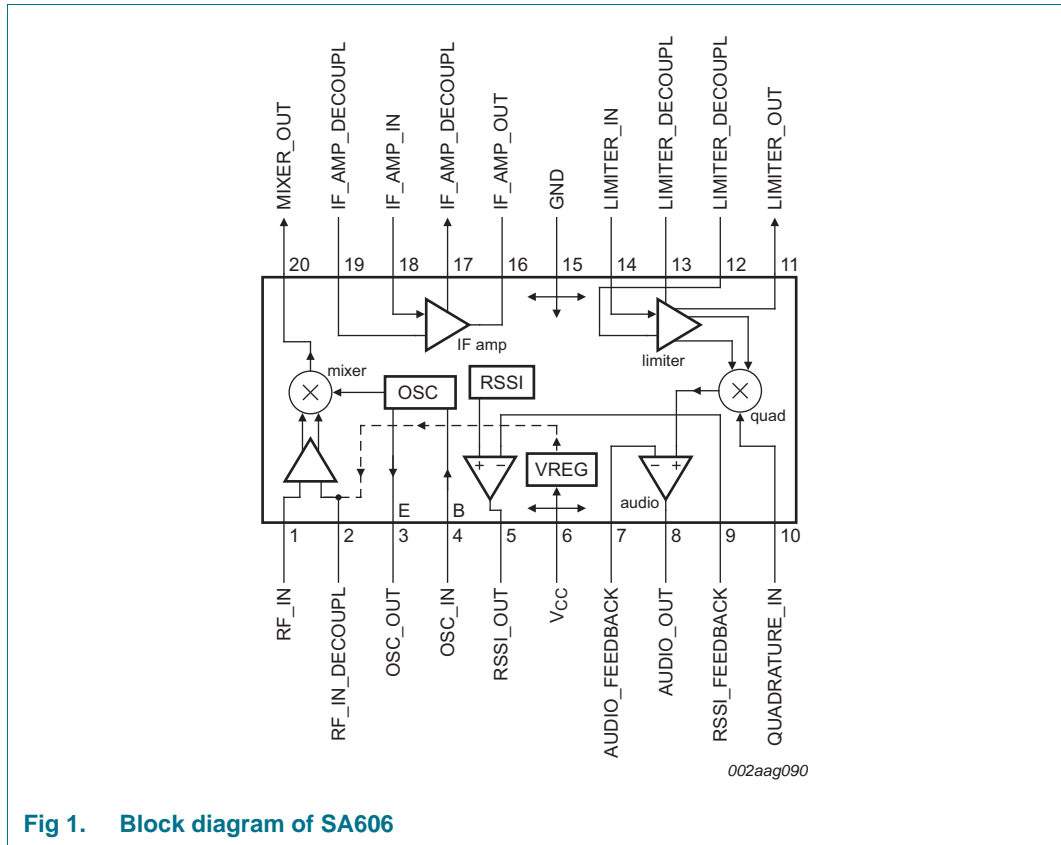 MIXER_OUT
IF_AMP_DECOUPL
IF_AMP_IN
IF_AMP_DECOUPL
IF_AMP_OUT
GND
LIMITER_IN
LIMITER_DECOUPL
LIMITER_DECOUPL
LIMITER_OUT
20 19 18 17 16 15 14 13 12 11
IF amp
limiter
mixer
OSC
RSSI
quad
+ −
VREG
− +
audio
E B
1 2 3 4 5 6 7 8 9 10
RF_IN
RF_IN_DECOUPL
OSC_OUT
OSC_IN
RSSI_OUT
VCC
AUDIO_FEEDBACK
AUDIO_OUT
RSSI_FEEDBACK
QUADRATURE_IN
002aag090
Fig 1. Block diagram of SA606